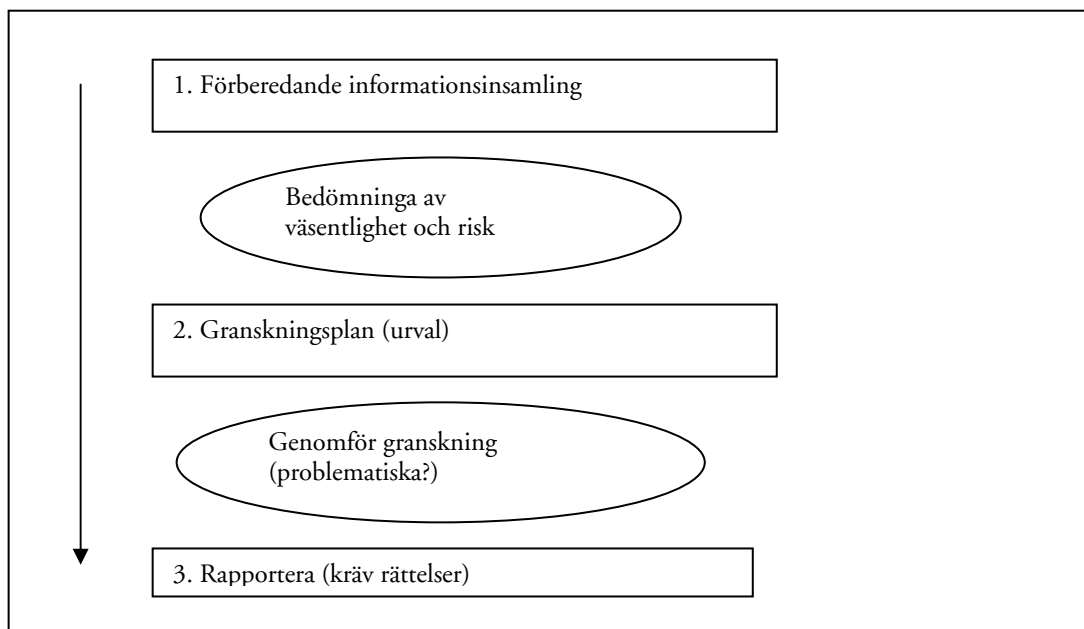 1. Förberedande informationsinsamling
Bedömninga av
väsentlighet och risk
2. Granskningsplan (urval)
Genomför granskning
(problematiska?)
3. Rapportera (kräv rättelser)